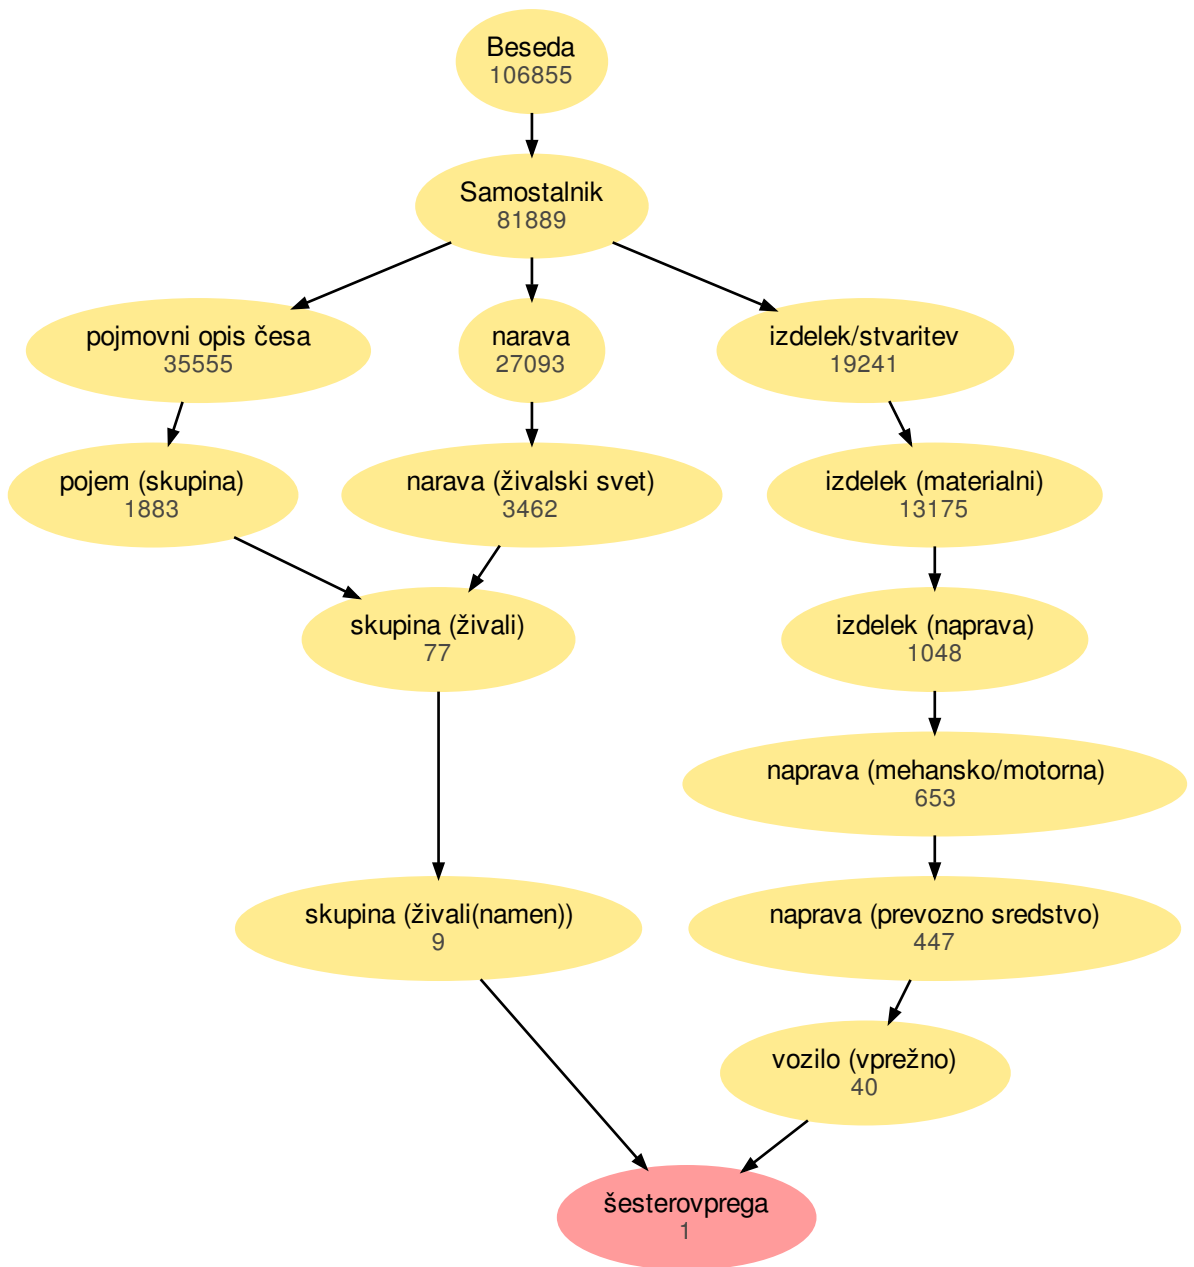 Beseda
106855
Samostalnik
81889
pojmovni opis česa
35555
narava
27093
izdelek/stvaritev
19241
pojem (skupina)
1883
narava (živalski svet)
3462
izdelek (materialni)
13175
skupina (živali)
77
izdelek (naprava)
1048
naprava (mehansko/motorna)
653
skupina (živali(namen))
9
naprava (prevozno sredstvo)
447
vozilo (vprežno)
40
šesterovprega
1